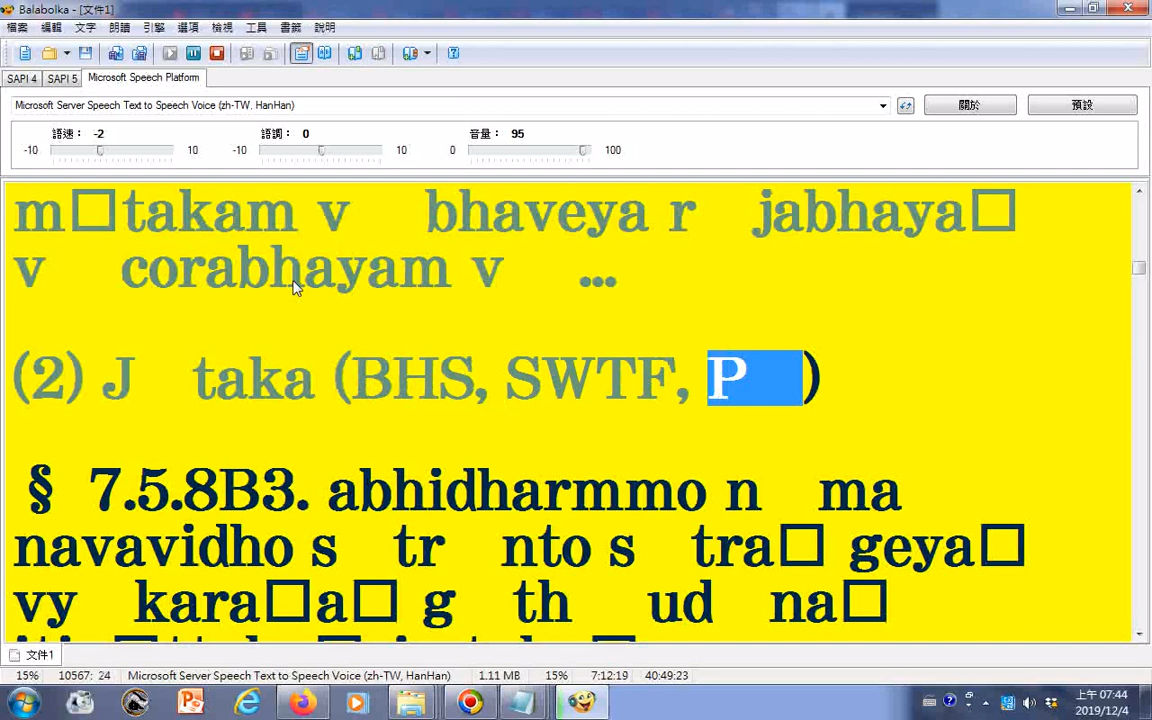 Balabolka - [文件1]
檔案 編輯 文字 朗讀 引擎 選項 檢視 工具 書籤 說明
SAPI 4 SAPI 5 Microsoft Speech Platform
Microsoft Server Speech Text to Speech Voice (zh-TW, HanHan) 關於 預設
語速： -2 語調： 0 音量： 95
-10 10 -10 10 0 100
m□takam v bhaveya r jabhaya□
v corabhayam v ...
(2) J taka (BHS, SWTF, P )
§ 7.5.8B3. abhidharmmo n ma
navavidho s tr nto s tra□ geya□
vy kara□a□ g th ud na□
文件1
15% 10567: 24 Microsoft Server Speech Text to Speech Voice (zh-TW, HanHan) 1.11 MB 15% 7:12:19 40:49:23
上午 07:44
2019/12/4